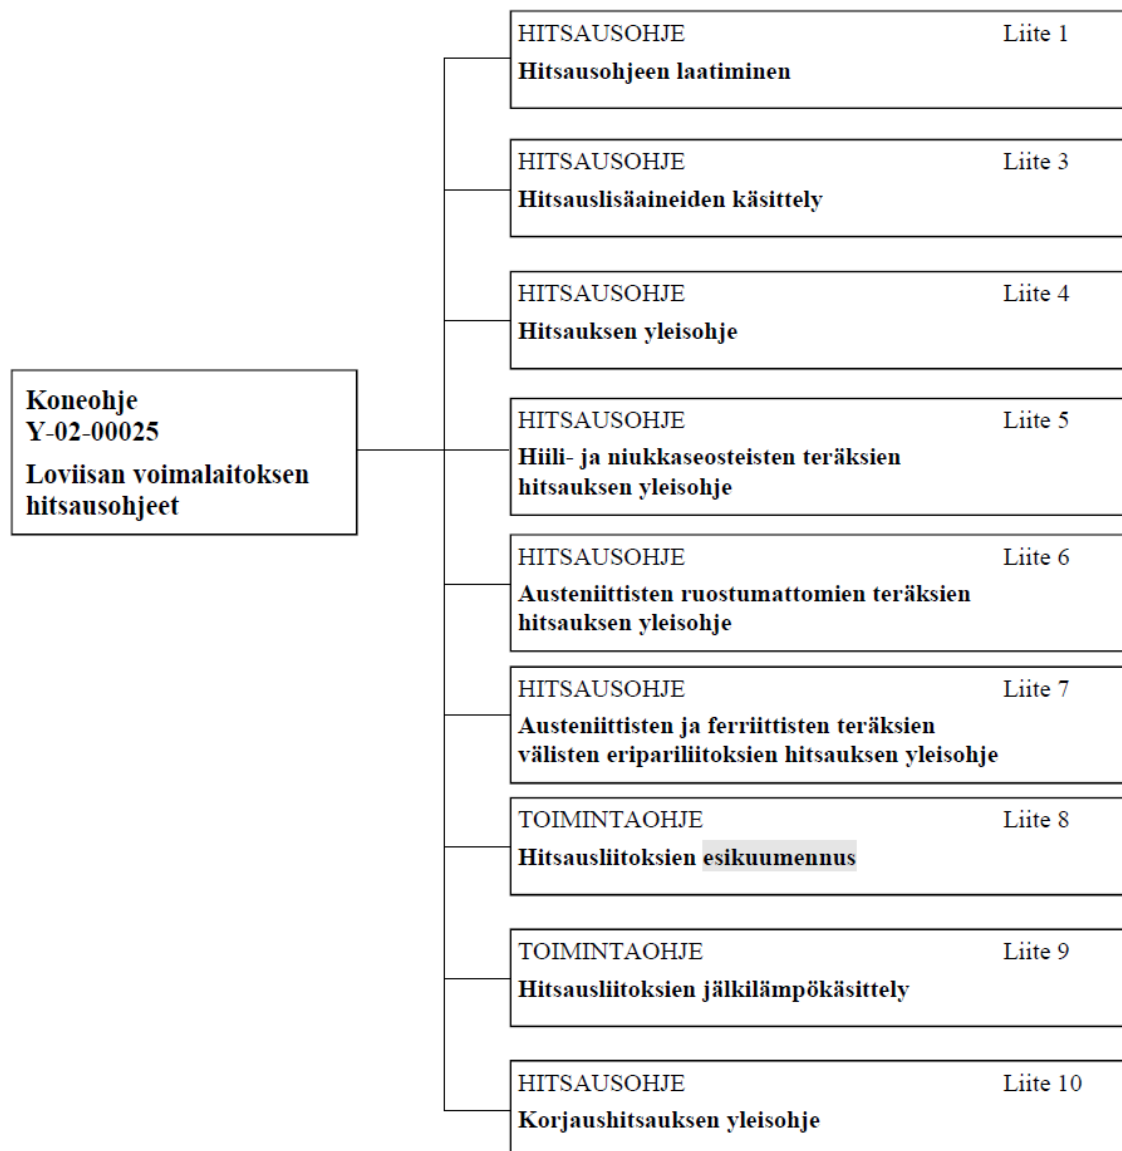 HITSAUSOHJE Liite 1
Hitsausohjeen laatiminen
HITSAUSOHJE Liite 3
Hitsauslisäaineiden käsittely
HITSAUSOHJE Liite 4
Hitsauksen yleisohje
Koneohje
Y-02-00025
Loviisan voimalaitoksen
hitsausohjeet
HITSAUSOHJE Liite 5
Hiili- ja niukkaseosteisten teräksien
hitsauksen yleisohje
HITSAUSOHJE Liite 6
Austeniittisten ruostumattomien teräksien
hitsauksen yleisohje
HITSAUSOHJE Liite 7
Austeniittisten ja ferriittisten teräksien
välisten eripariliitoksien hitsauksen yleisohje
TOIMINTAOHJE Liite 8
Hitsausliitoksien esikuumennus
TOIMINTAOHJE Liite 9
Hitsausliitoksien jälkilämpökäsittely
HITSAUSOHJE Liite 10
Korjaushitsauksen yleisohje